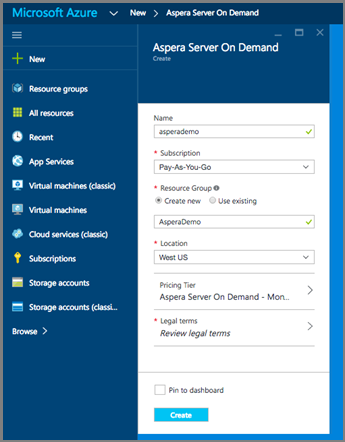 Microsoft Azure New > Aspera Server On Demand
Aspera Server On Demand
Create
New
Resource groups
All resources
Recent
App Services
Virtual machines (classic)
Virtual machines
Cloud services (classic)
Subscriptions
Storage accounts
Storage accounts (classi...
Browse >
Name
asperademo
* Subscription
Pay-As-You-Go
* Resource Group
Create new Use existing
AsperaDemo
* Location
West US
Pricing Tier
Aspera Server On Demand - Mon...
* Legal terms
Review legal terms
Pin to dashboard
Create